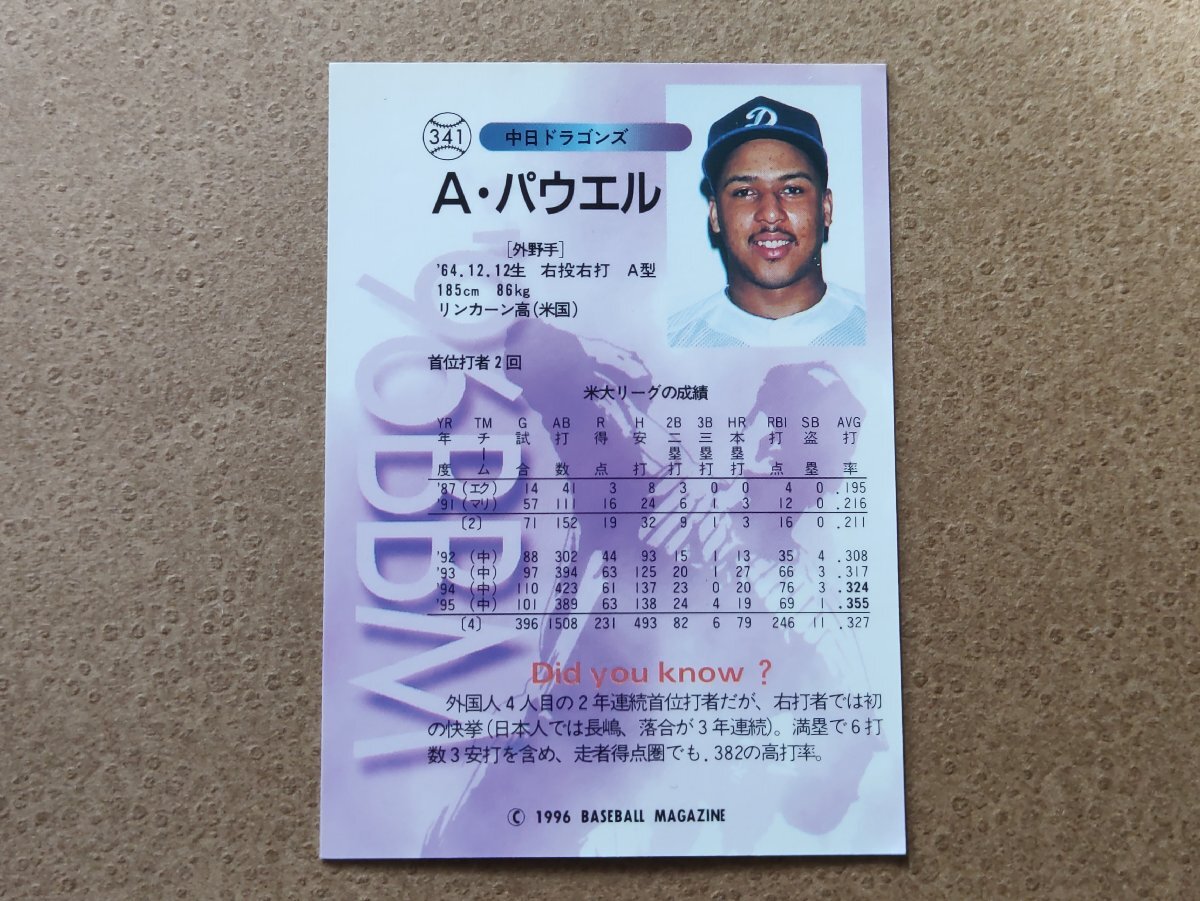 341 中日ドラゴンズ
D
A・パウエル
[外野手]
'64.12.12生 右投右打 A型
185cm 86kg
リンカーン高(米国)
首位打者2回
米大リーグの成績
YR TM G AB R H 2B 3B HR RBI SB AVG
年度 チーム 試合 打数 得点 安打 二塁打 三塁打 本塁打 打点 盗塁 打率
'87 (エク) 14 41 3 8 3 0 0 4 0 .195
'91 (マリ) 57 111 16 24 6 1 3 12 0 .216
〔2〕 71 152 19 32 9 1 3 16 0 .211
'92 (中) 88 302 44 93 15 1 13 35 4 .308
'93 (中) 97 394 63 125 20 1 27 66 3 .317
'94 (中) 110 423 61 137 23 0 20 76 3 .324
'95 (中) 101 389 63 138 24 4 19 69 1 .355
〔4〕 396 1508 231 493 82 6 79 246 11 .327
Did you know ?
外国人4人目の2年連続首位打者だが、右打者では初
の快挙(日本人では長嶋、落合が3年連続)。満塁で6打
数3安打を含め、走者得点圏でも.382の高打率。
© 1996 BASEBALL MAGAZINE
'96BBM